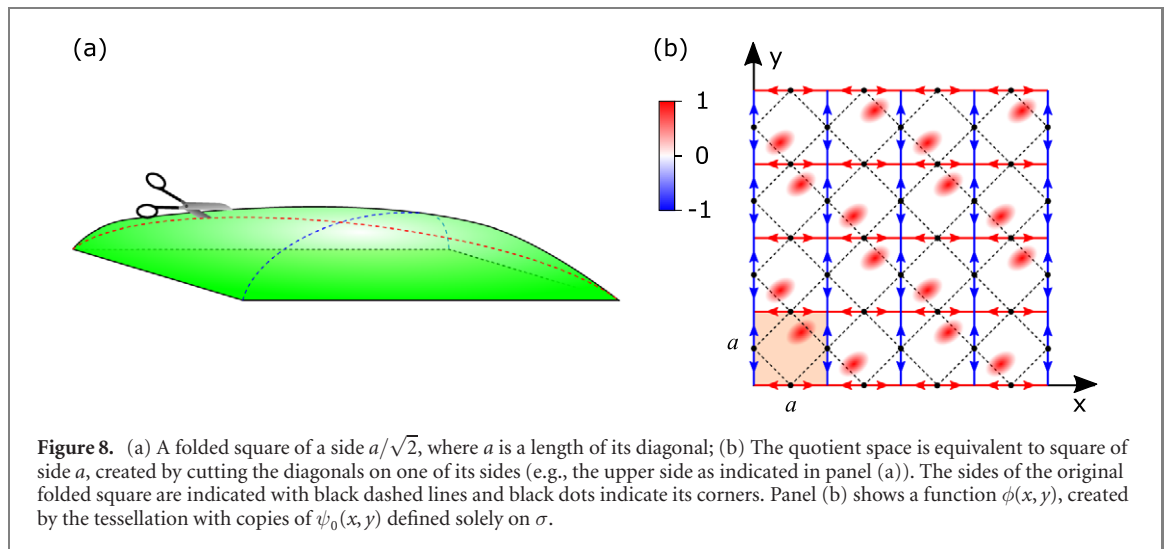 (a)
(b)
y
1
0
-1
a
a
x
Figure 8. (a) A folded square of a side a/√2, where a is a length of its diagonal; (b) The quotient space is equivalent to square of
side a, created by cutting the diagonals on one of its sides (e.g., the upper side as indicated in panel (a)). The sides of the original
folded square are indicated with black dashed lines and black dots indicate its corners. Panel (b) shows a function ϕ(x, y), created
by the tessellation with copies of ψ₀(x, y) defined solely on σ.